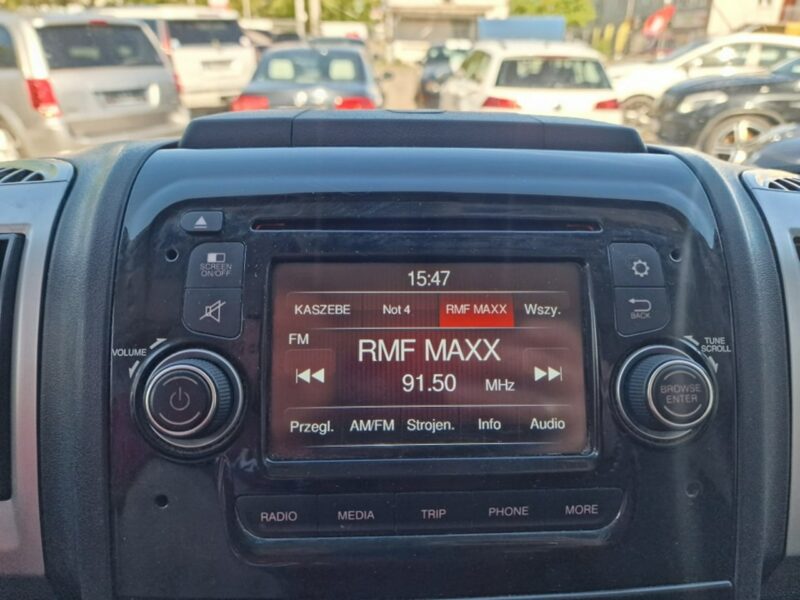 15:47
KASZEBE Not 4 RMF MAXX Wszy.
FM
RMF MAXX
91.50 MHz
Przegl. AM/FM Strojen. Info Audio
SCREEN
ON/OFF
VOLUME
BACK
TUNE
SCROLL
BROWSE
ENTER
RADIO MEDIA TRIP PHONE MORE